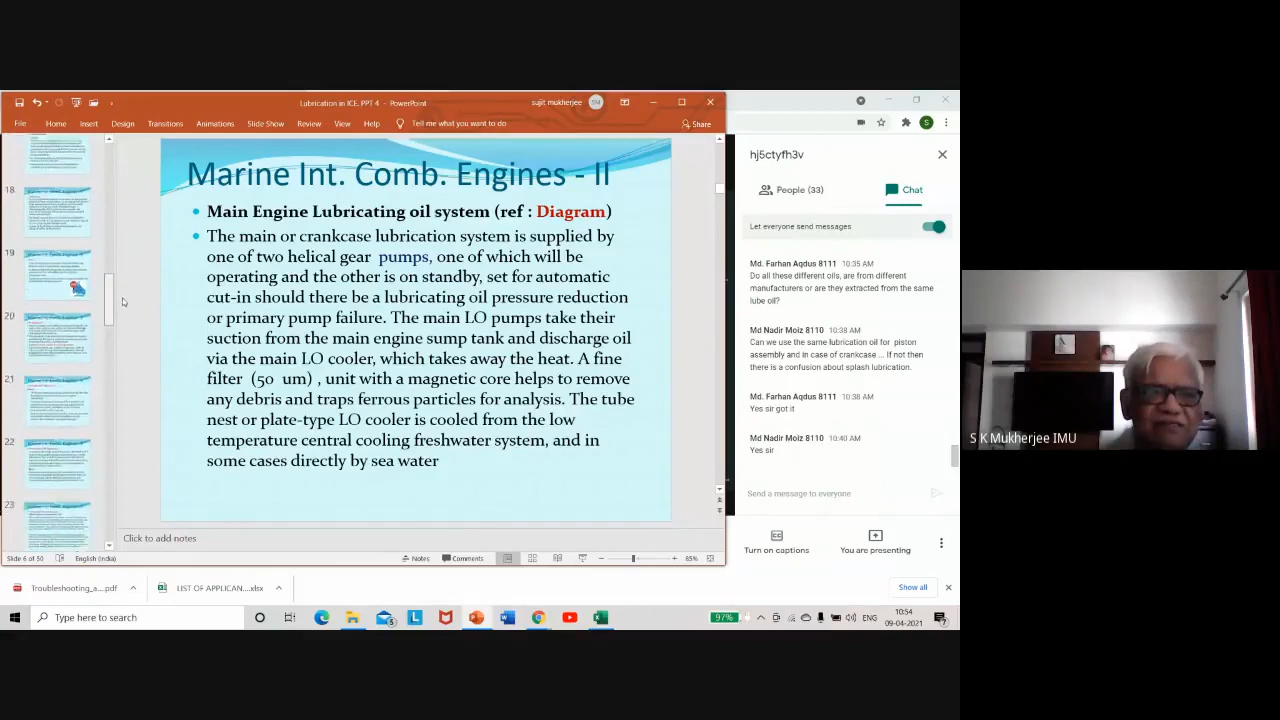 Lubrication in ICE. PPT 4 - PowerPoint
sujit mukherjee
SM
File Home Insert Design Transitions Animations Slide Show Review View Help Tell me what you want to do Share
18
19
20
21
22
23
Marine Int. Comb. Engines - II
Main Engine Lubricating oil system (ref : Diagram)
The main or crankcase lubrication system is supplied by
one of two helical gear pumps, one of which will be
operating and the other is on standby, set for automatic
cut-in should there be a lubricating oil pressure reduction
or primary pump failure. The main LO pumps take their
suction from the main engine sump tank and discharge oil
to the main LO cooler, which takes away the heat. A fine
filter (50 um) , unit with a magnetic core helps to remove
any debris and traps ferrous particles for analysis. The tube
nest or plate-type LO cooler is cooled from the low
temperature central cooling freshwater system, and in
some cases directly by sea water
Click to add notes
Slide 6 of 50 English (India) Notes Comments 85%
S
hj5ctyfh3v
People (33) Chat
Let everyone send messages
Md. Farhan Aqdus 8111 10:35 AM
Do all these different oils, are from different
manufacturers or are they extracted from the same
lube oil?
Md Nadir Moiz 8110 10:38 AM
Can we use the same lubrication oil for piston
assembly and in case of crankcase ... If not then
there is a confusion about splash lubrication.
Md. Farhan Aqdus 8111 10:38 AM
Yes sir got it
Md Nadir Moiz 8110 10:40 AM
Yes sir
Send a message to everyone
Turn on captions You are presenting
S K Mukherjee IMU
Troubleshooting_a....pdf LIST OF APPLICAN....xlsx Show all
Type here to search
97% ENG 10:54
09-04-2021